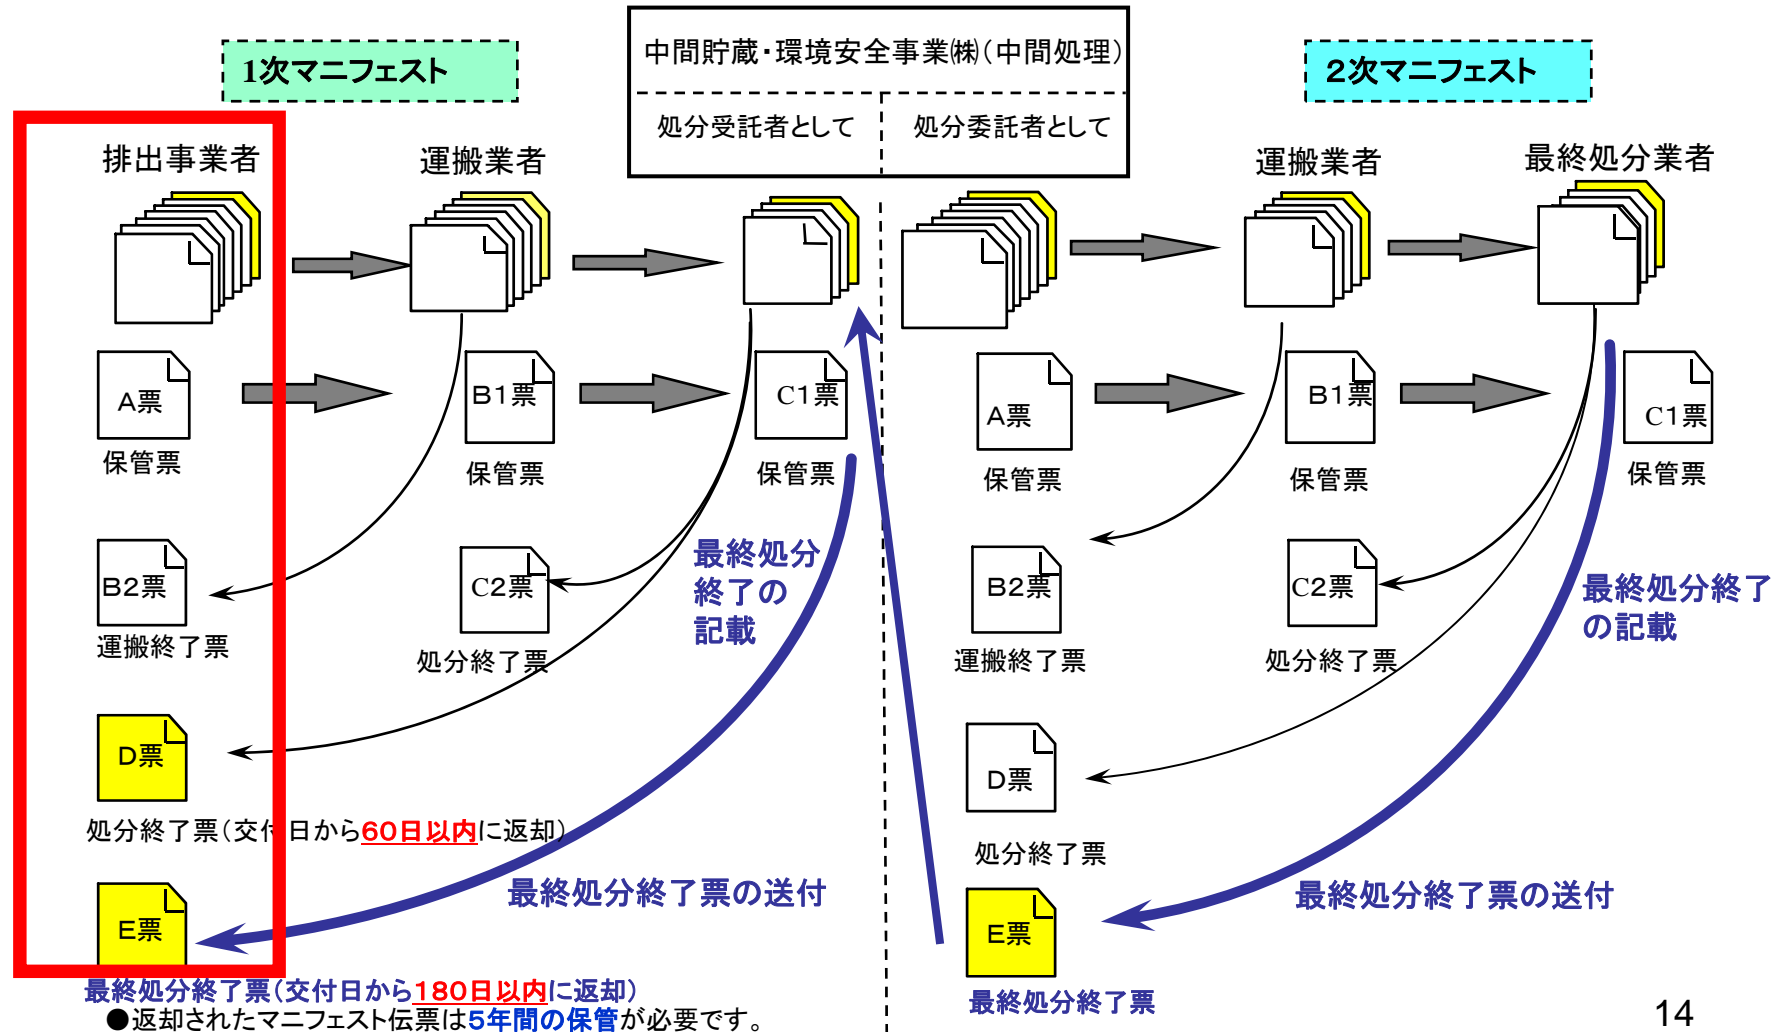 1次マニフェスト
中間貯蔵・環境安全事業㈱（中間処理）
処分受託者として
処分委託者として
２次マニフェスト
排出事業者
運搬業者
運搬業者
最終処分業者
A票
保管票
B１票
保管票
C１票
保管票
A票
保管票
B１票
保管票
C１票
保管票
B２票
運搬終了票
C２票
処分終了票
最終処分
終了の
記載
B２票
運搬終了票
C２票
処分終了票
最終処分終了
の記載
D票
処分終了票（交付日から６０日以内に返却）
D票
処分終了票
E票
最終処分終了票の送付
最終処分終了票（交付日から１８０日以内に返却）
●返却されたマニフェスト伝票は５年間の保管が必要です。
E票
最終処分終了票の送付
最終処分終了票
14